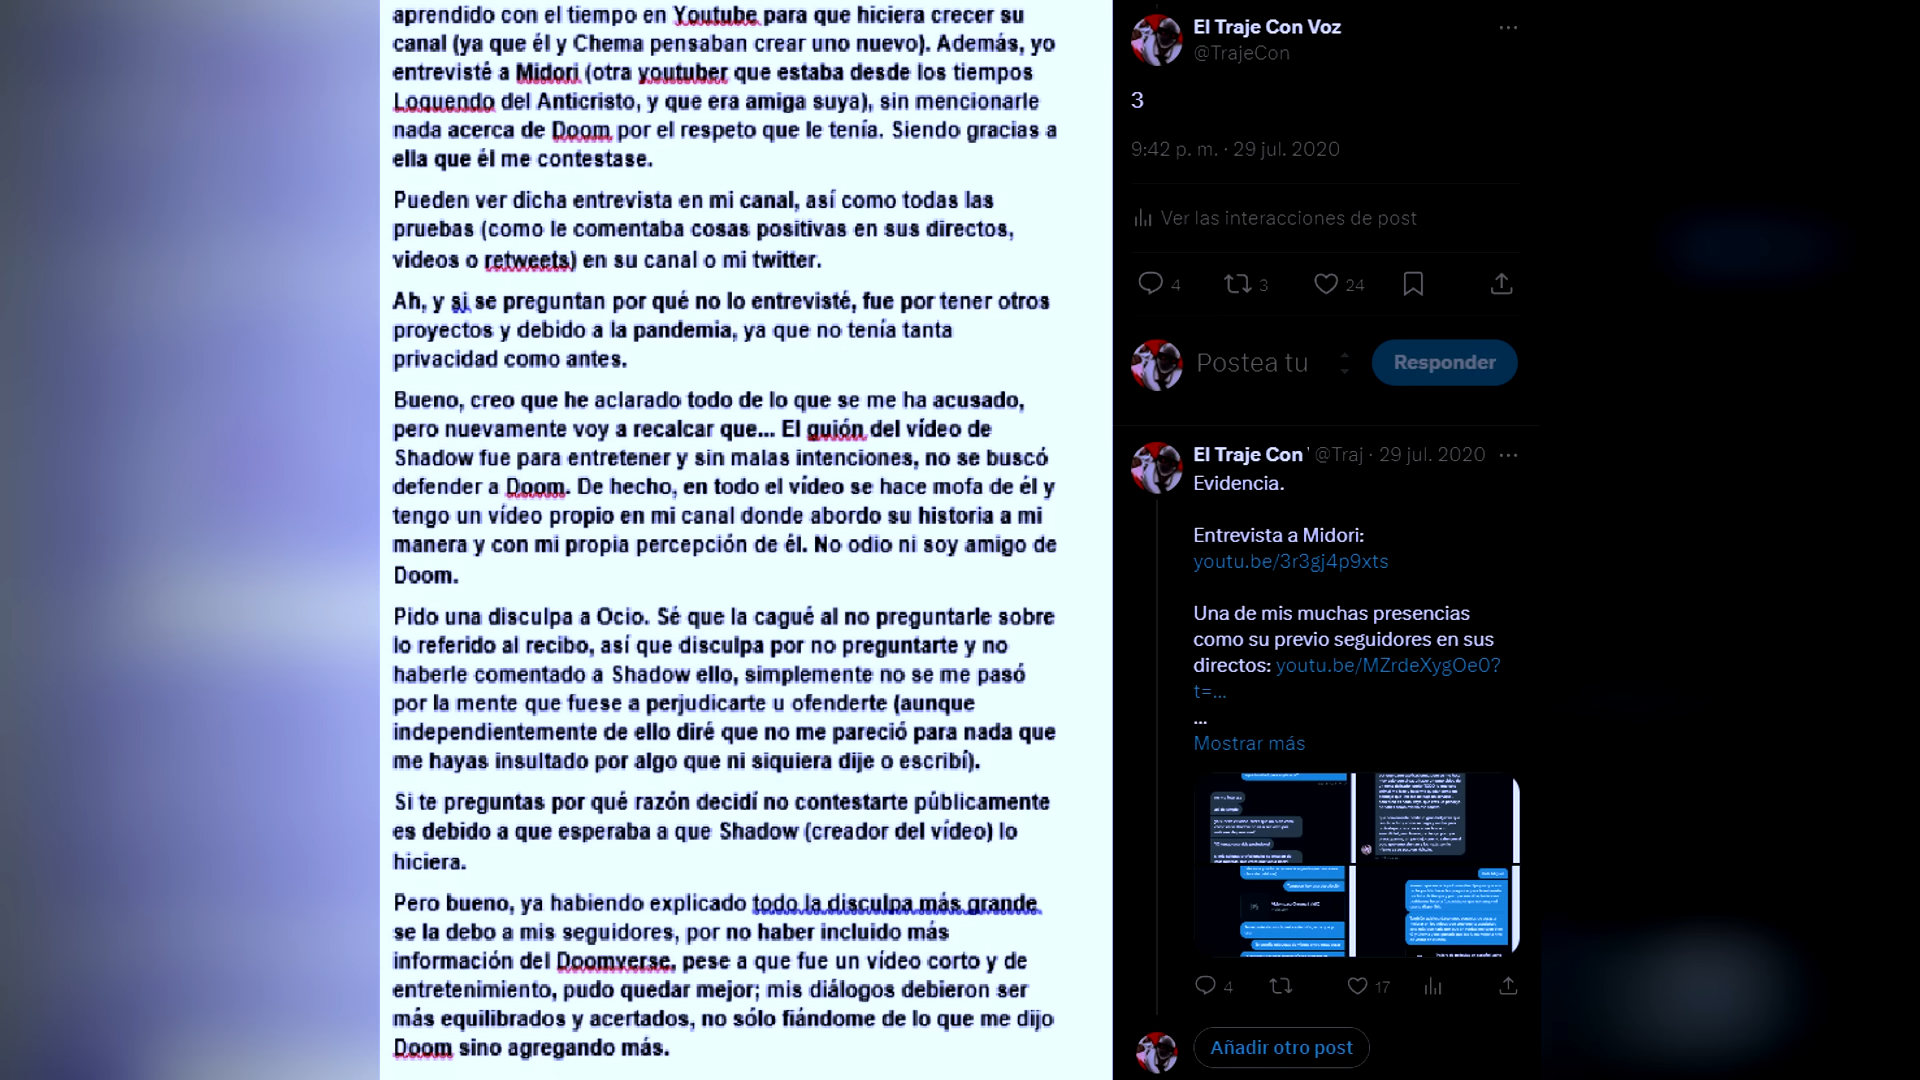 aprendido con el tiempo en Youtube para que hiciera crecer su
canal (ya que él y Chema pensaban crear uno nuevo). Además, yo
entrevisté a Midori (otra youtuber que estaba desde los tiempos
Loquendo del Anticristo, y que era amiga suya), sin mencionarle
nada acerca de Doom por el respeto que le tenía. Siendo gracias a
ella que él me contestase.
Pueden ver dicha entrevista en mi canal, así como todas las
pruebas (como le comentaba cosas positivas en sus directos,
videos o retweets) en su canal o mi twitter.
Ah, y si se preguntan por qué no lo entrevisté, fue por tener otros
proyectos y debido a la pandemia, ya que no tenía tanta
privacidad como antes.
Bueno, creo que he aclarado todo de lo que se me ha acusado,
pero nuevamente voy a recalcar que... El guión del vídeo de
Shadow fue para entretener y sin malas intenciones, no se buscó
defender a Doom. De hecho, en todo el vídeo se hace mofa de él y
tengo un vídeo propio en mi canal donde abordo su historia a mi
manera y con mi propia percepción de él. No odio ni soy amigo de
Doom.
Pido una disculpa a Ocio. Sé que la cagué al no preguntarle sobre
lo referido al recibo, así que disculpa por no preguntarte y no
haberle comentado a Shadow ello, simplemente no se me pasó
por la mente que fuese a perjudicarte u ofenderte (aunque
independientemente de ello diré que no me pareció para nada que
me hayas insultado por algo que ni siquiera dije o escribí).
Si te preguntas por qué razón decidí no contestarte públicamente
es debido a que esperaba a que Shadow (creador del vídeo) lo
hiciera.
Pero bueno, ya habiendo explicado todo la disculpa más grande
se la debo a mis seguidores, por no haber incluido más
información del Doomverse, pese a que fue un vídeo corto y de
entretenimiento, pudo quedar mejor; mis diálogos debieron ser
más equilibrados y acertados, no sólo fiándome de lo que me dijo
Doom sino agregando más.
El Traje Con Voz
@TrajeCon
3
9:42 p. m. · 29 jul. 2020
Ver las interacciones de post
4 3 24
Postea tu
Responder
El Traje Con @Traj · 29 jul. 2020
Evidencia.
Entrevista a Midori:
youtu.be/3r3gj4p9xts
Una de mis muchas presencias
como su previo seguidores en sus
directos: youtu.be/MZrdeXygOe0?
t=...
...
Mostrar más
4 17
Añadir otro post